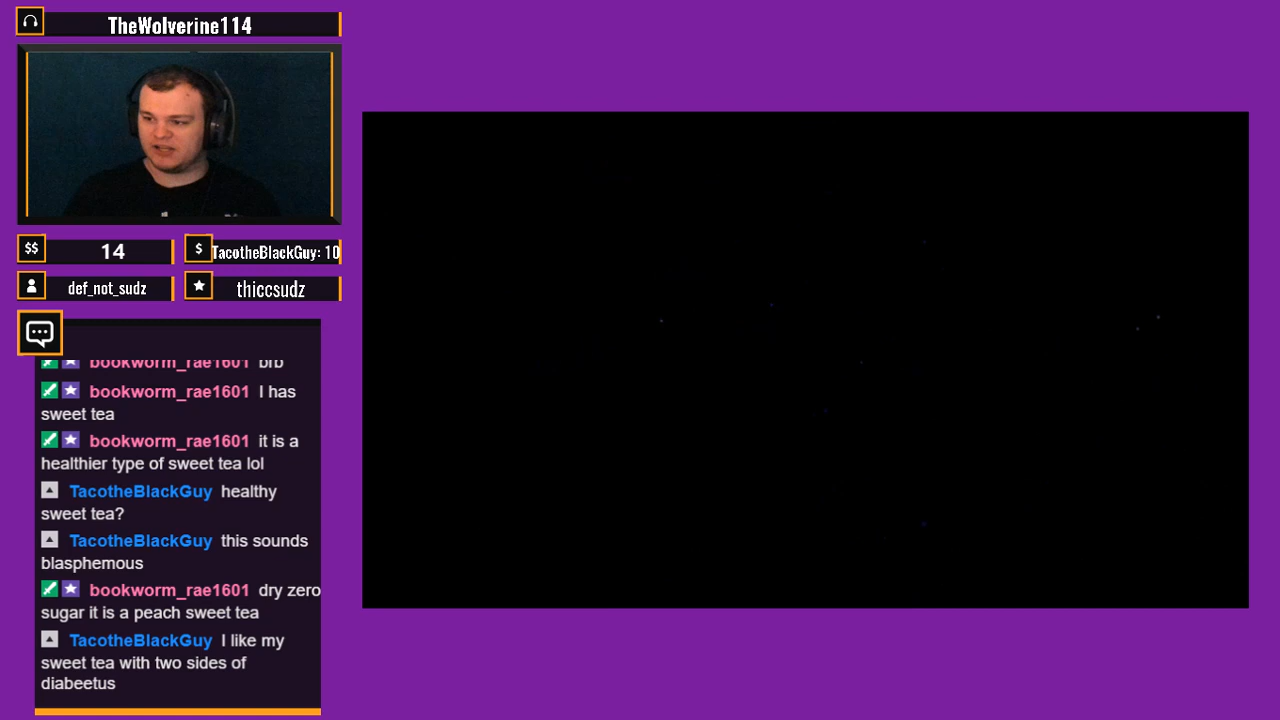 TheWolverine114
$$ 14
$ TacotheBlackGuy: 10
def_not_sudz
thiccsudz
bookworm_rae1601 brb
bookworm_rae1601 I has
sweet tea
bookworm_rae1601 it is a
healthier type of sweet tea lol
TacotheBlackGuy healthy
sweet tea?
TacotheBlackGuy this sounds
blasphemous
bookworm_rae1601 dry zero
sugar it is a peach sweet tea
TacotheBlackGuy I like my
sweet tea with two sides of
diabeetus